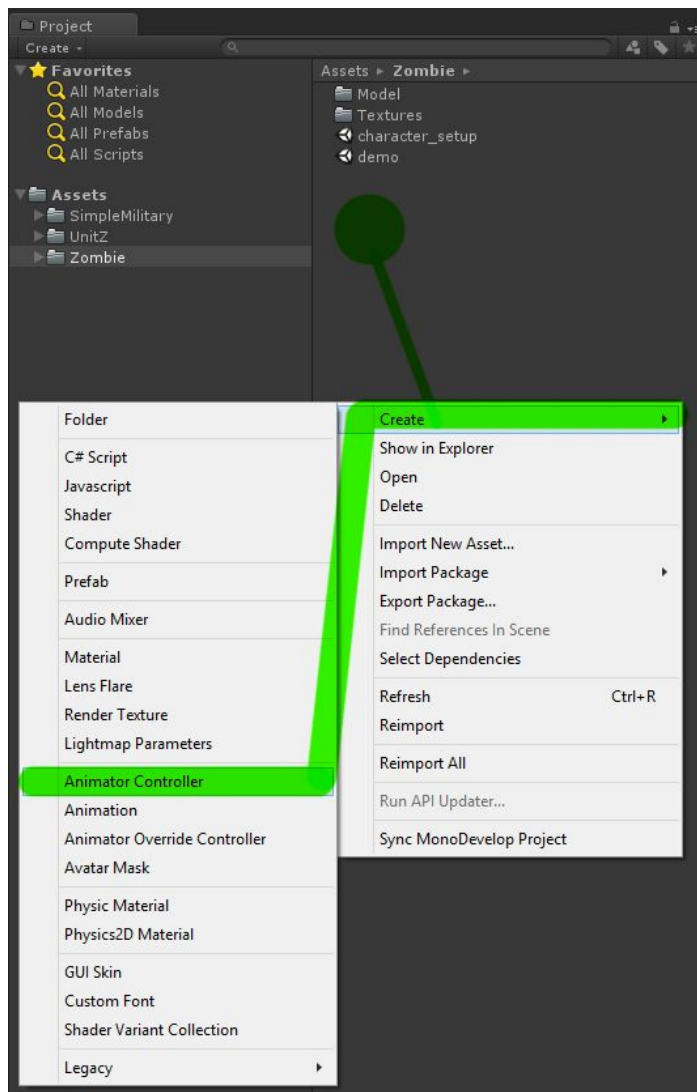 Project
Create
Favorites
All Materials
All Models
All Prefabs
All Scripts
Assets
SimpleMilitary
UnitZ
Zombie
Assets Zombie
Model
Textures
character_setup
demo
Folder
C# Script
Javascript
Shader
Compute Shader
Prefab
Audio Mixer
Material
Lens Flare
Render Texture
Lightmap Parameters
Animator Controller
Animation
Animator Override Controller
Avatar Mask
Physic Material
Physics2D Material
GUI Skin
Custom Font
Shader Variant Collection
Legacy
Create
Show in Explorer
Open
Delete
Import New Asset...
Import Package
Export Package...
Find References In Scene
Select Dependencies
Refresh Ctrl+R
Reimport
Reimport All
Run API Updater...
Sync MonoDevelop Project